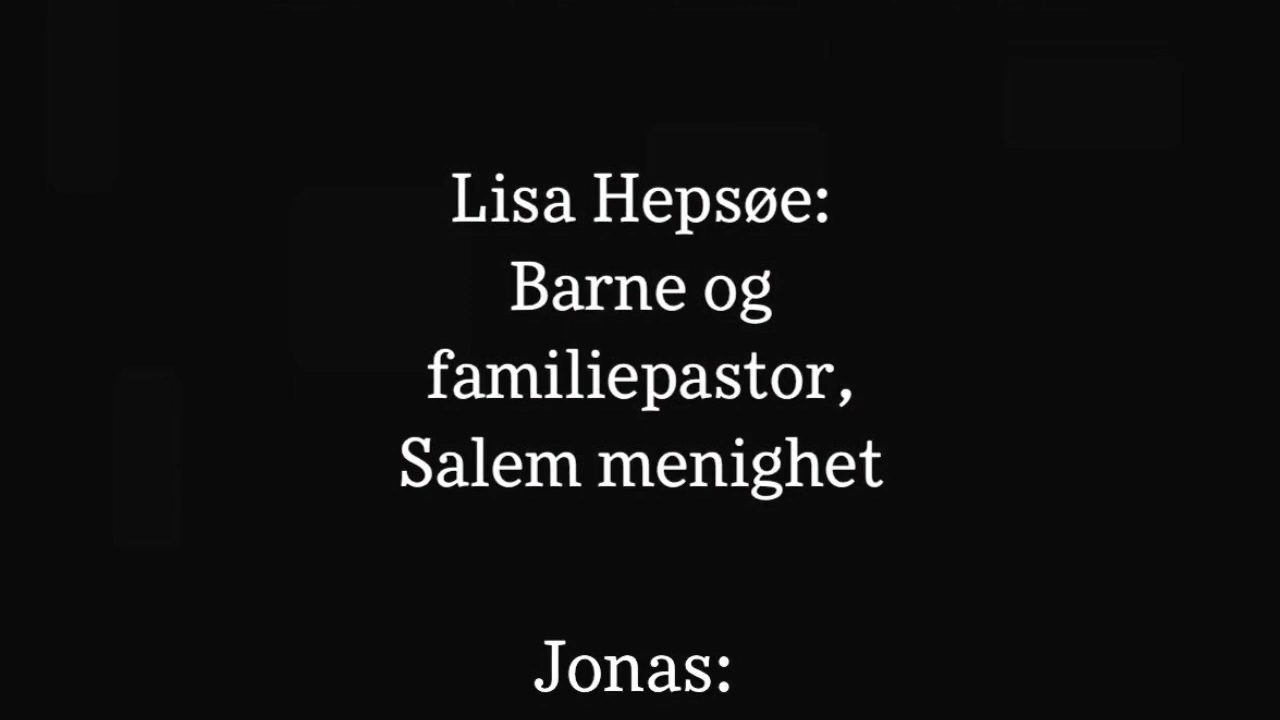 Lisa Hepsøe:
Barne og
familiepastor,
Salem menighet
Jonas: